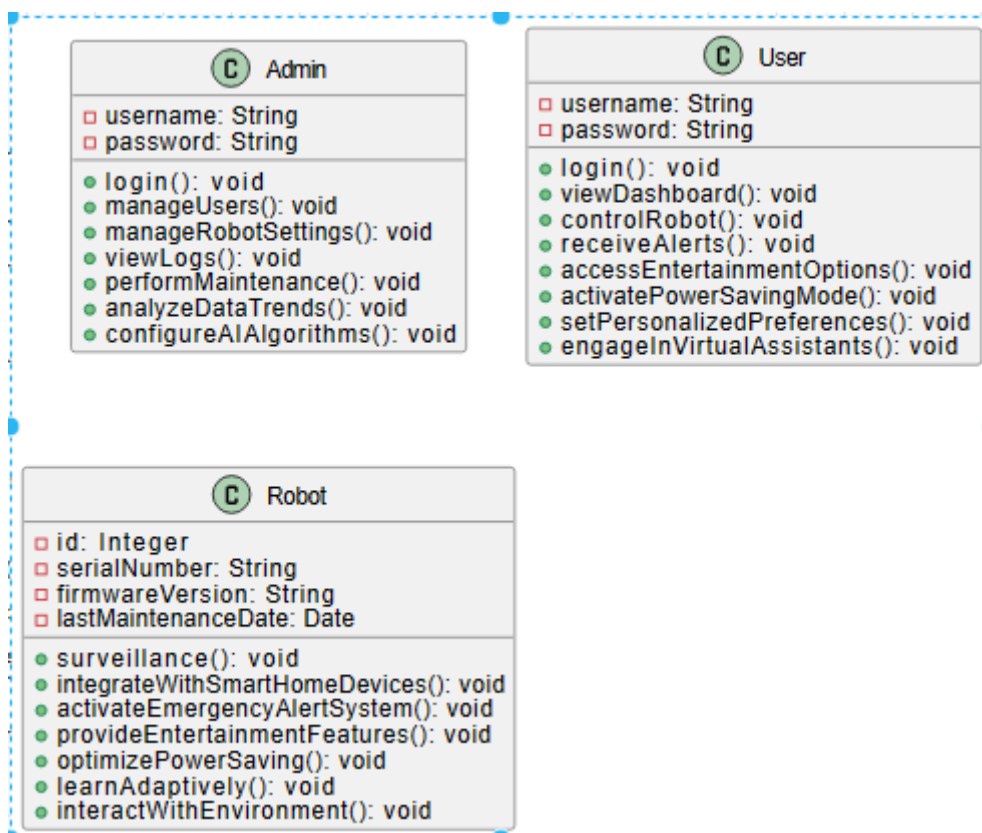 C Admin
username: String
password: String
login(): void
manageUsers(): void
manageRobotSettings(): void
viewLogs(): void
performMaintenance(): void
analyzeDataTrends(): void
configureAIAlgorithms(): void
C User
username: String
password: String
login(): void
viewDashboard(): void
controlRobot(): void
receiveAlerts(): void
accessEntertainmentOptions(): void
activatePowerSavingMode(): void
setPersonalizedPreferences(): void
engageInVirtualAssistants(): void
C Robot
id: Integer
serialNumber: String
firmwareVersion: String
lastMaintenanceDate: Date
surveillance(): void
integrateWithSmartHomeDevices(): void
activateEmergencyAlertSystem(): void
provideEntertainmentFeatures(): void
optimizePowerSaving(): void
learnAdaptively(): void
interactWithEnvironment(): void